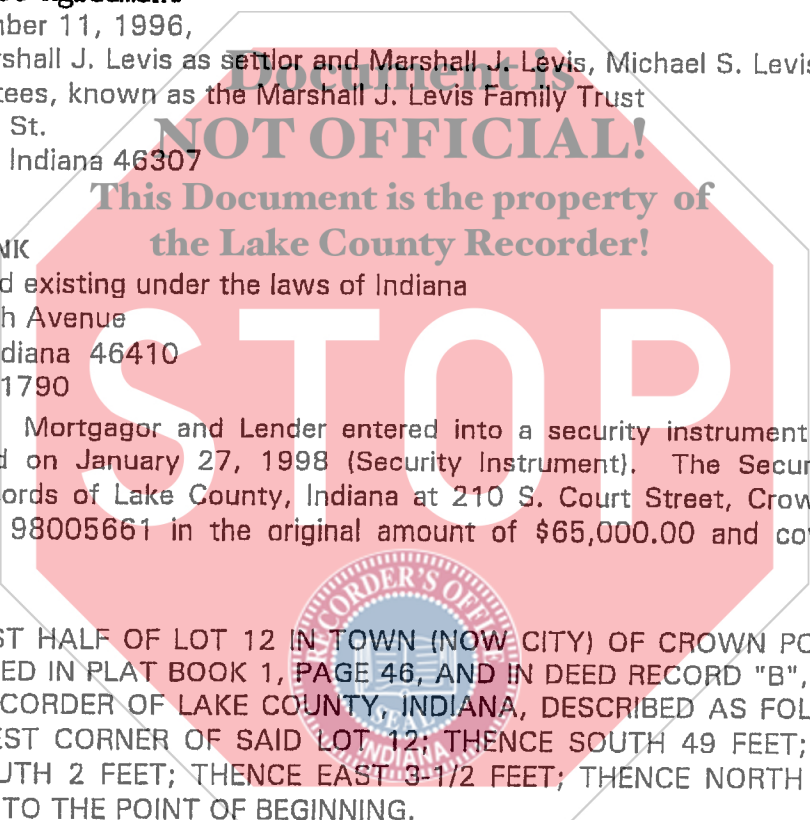 ber 11, 1996,
rshall J. Levis as settlor and Marshall J. Levis, Michael S. Levis
tees, known as the Marshall J. Levis Family Trust
St.
Indiana 46307
Document is
NOT OFFICIAL!
This Document is the property of
the Lake County Recorder!
NK
d existing under the laws of Indiana
h Avenue
diana 46410
1790
STOP
Mortgagor and Lender entered into a security instrument
d on January 27, 1998 (Security Instrument). The Secur
ords of Lake County, Indiana at 210 S. Court Street, Crow
98005661 in the original amount of $65,000.00 and co
RECORDER'S OFFICE
SEAL
INDIANA
ST HALF OF LOT 12 IN TOWN (NOW CITY) OF CROWN PO
ED IN PLAT BOOK 1, PAGE 46, AND IN DEED RECORD "B",
CORDER OF LAKE COUNTY, INDIANA, DESCRIBED AS FOL
EST CORNER OF SAID LOT 12; THENCE SOUTH 49 FEET;
UTH 2 FEET; THENCE EAST 3-1/2 FEET; THENCE NORTH
TO THE POINT OF BEGINNING.